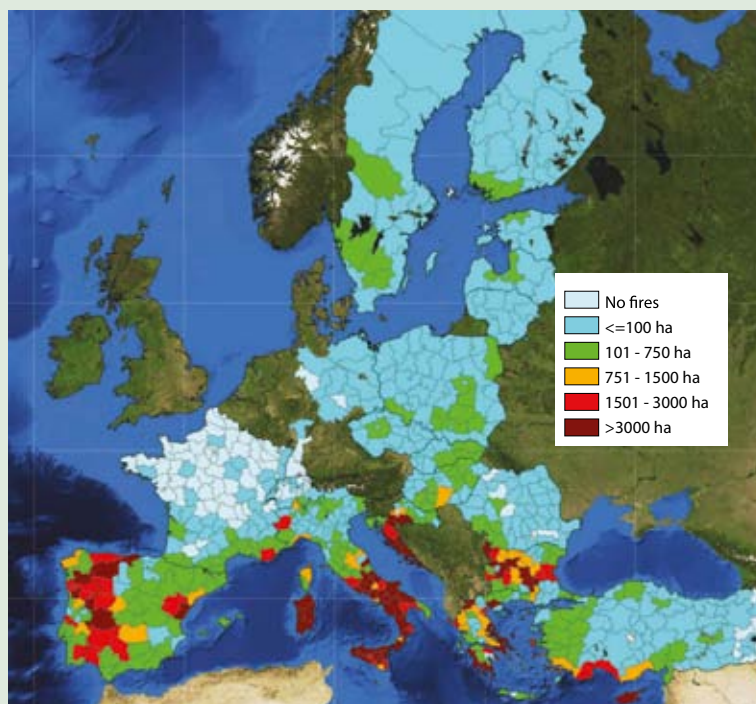 No fires
<=100 ha
101 - 750 ha
751 - 1500 ha
1501 - 3000 ha
>3000 ha